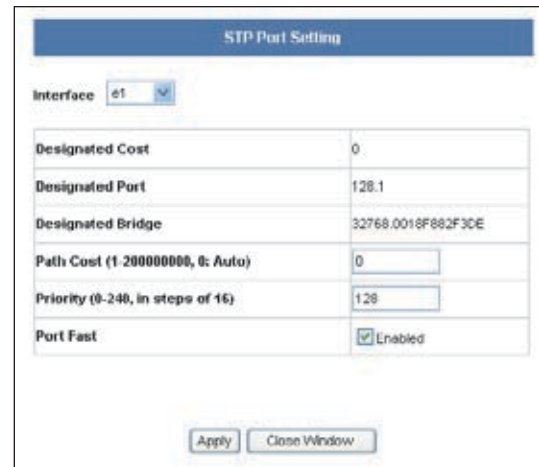 STP Port Setting
Interface e1
Designated Cost 0
Designated Port 128.1
Designated Bridge 32768.0018F882F3DE
Path Cost (1-200000000, 0: Auto) 0
Priority (0-240, in steps of 16) 128
Port Fast Enabled
Apply Close Window